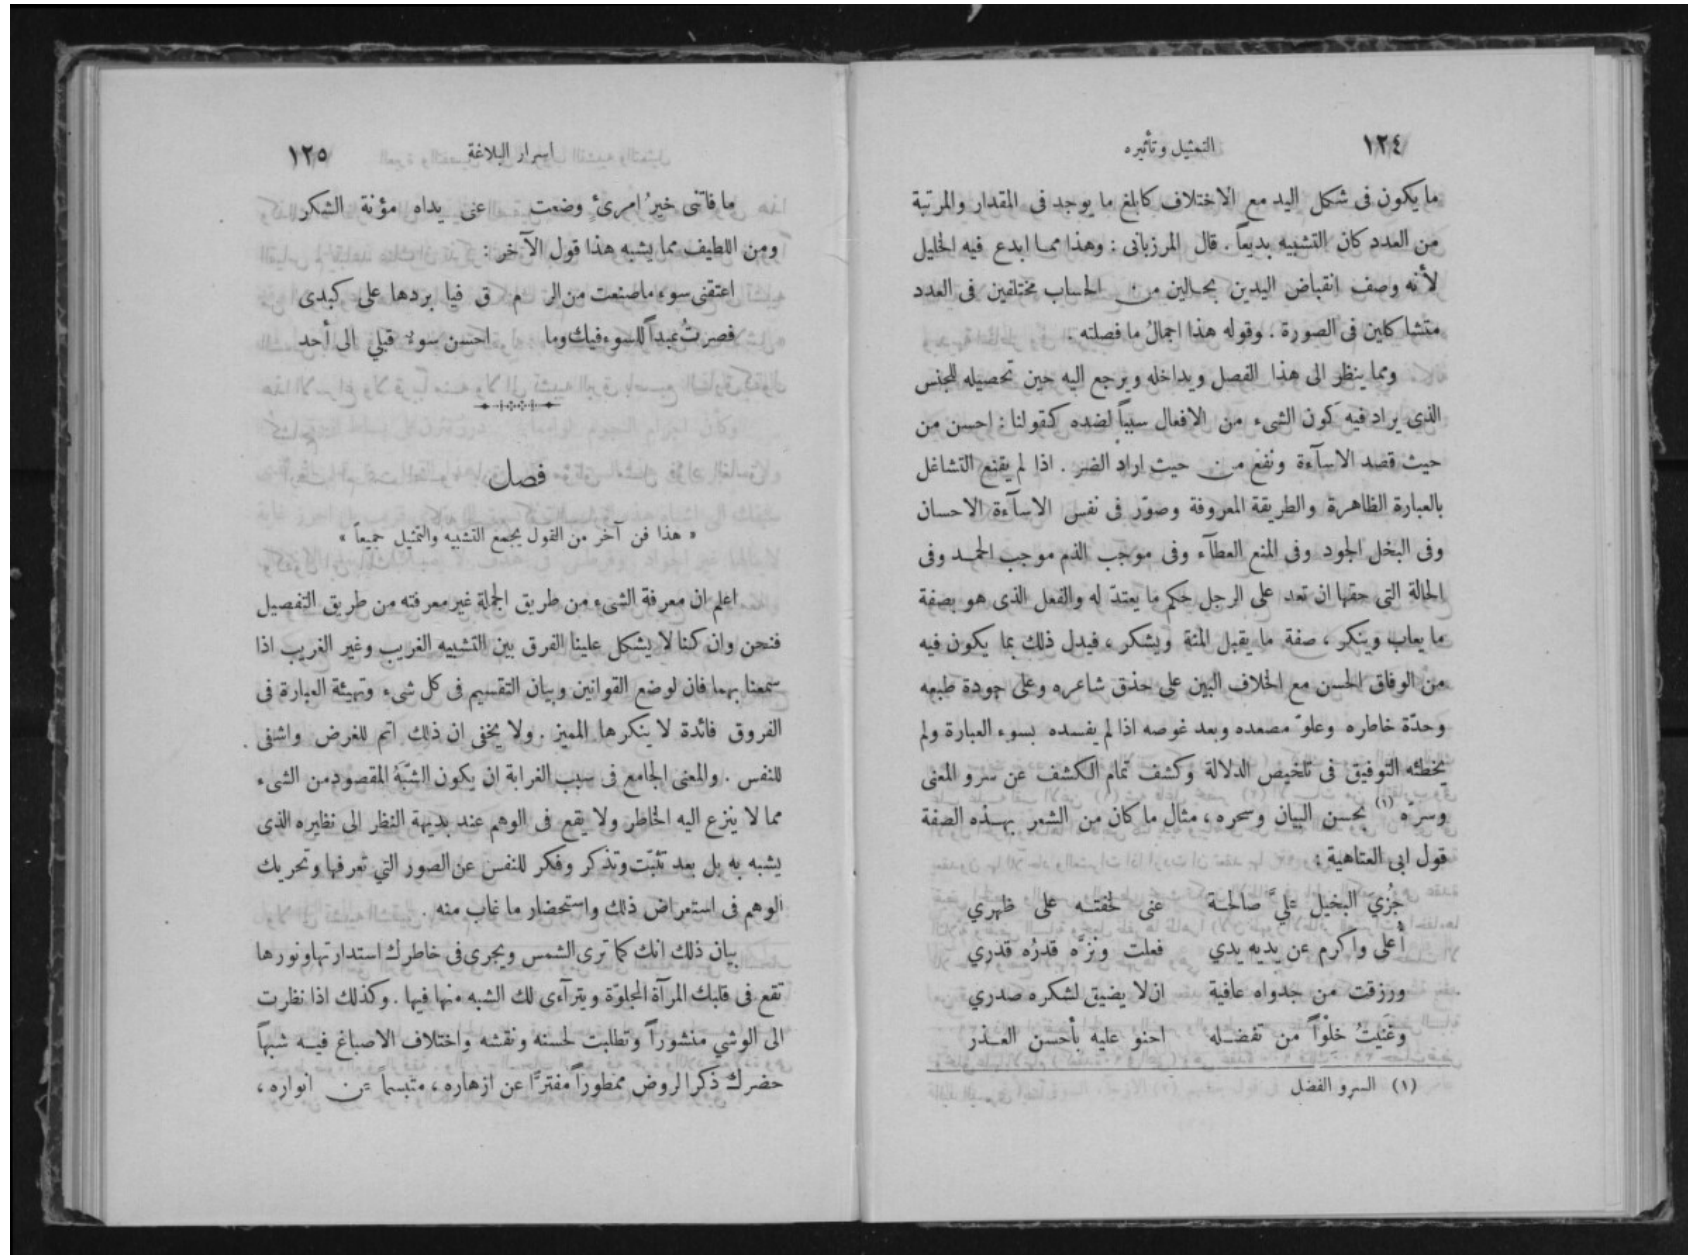 ١٢٤ التمثيل وتأثيره
ما يكون فى شكل اليد مع الاختلاف كابلغ ما يوجد فى المقدار والمرتبة
من العدد كان التشبيه بديعاً . قال المرزبانى : وهذا مما ابدع فيه الخليل
لأنه وصف انقباض اليدين بحالين من الحساب مختلفين فى العدد
متشاكلين فى الصورة . وقوله هذا اجمالُ ما فصلته .
ومما ينظر الى هذا الفصل ويداخله ويرجع اليه حين تحصيله للجنس
الذى يراد فيه كون الشىء من الافعال سبباً لضده كقولنا : احسن من
حيث قصد الاسآءة ونفع من حيث اراد الضر . اذا لم يقنع التشاغل
بالعبارة الظاهرة والطريقة المعروفة وصوّر فى نفس الاسآءة الاحسان
وفى البخل الجود وفى المنع العطآء وفى موجب الذم موجب الحمد وفى
الحالة التى حقها ان تعد على الرجل حكم ما يعتدّ له والفعل الذى هو بصفة
ما يعاب وينكر ، صفة ما يقبل المنة ويشكر ، فيدل ذلك بما يكون فيه
من الوفاق الحسن مع الخلاف البين على حذق شاعره وعلى جودة طبعه
وحدّة خاطره وعلوّ مصعده وبعد غوصه اذا لم يفسده بسوء العبارة ولم
يخطئه التوفيق فى تلخيص الدلالة وكشف تمام الكشف عن سرو المعنى
وسرّه (١) بحسن البيان وسحره ، مثال ما كان من الشعر بهذه الصفة
قول ابى العتاهية :
جُزي البخيل علىَّ صالحة عنى لخفته على ظهري
أعلى واكرم عن يديه يدي فعلت ونزَّه قدرُه قدري
ورزقت من جدواه عافية ان لا يضيق لشكره صدري
وغَنيتُ خلْواً من تفضله احنو عليه بأحسن العذر
(١) السرو الفضل
اسرار البلاغة ١٢٥
ما فاتنى خيرُ امرئٍ وضعت عنى يداه مؤنة الشكر
ومن اللطيف مما يشبه هذا قول الآخر :
اعتقنى سوء ما صنعت من الر م ق فيا بردها على كبدى
فصرتُ عبداً للسوء فيك وما احسن سوء قبلي الى أحد
فصل
« هذا فن آخر من القول يجمع التشبيه والتمثيل جميعاً »
اعلم ان معرفة الشىء من طريق الجملة غير معرفته من طريق التفصيل
فنحن وان كنا لا يشكل علينا الفرق بين التشبيه الغريب وغير الغريب اذا
سمعنا بهما فان لوضع القوانين وبيان التقسيم فى كل شىء وتهيئة العبارة فى
الفروق فائدة لا ينكرها المميز . ولا يخفى ان ذلك اتم للغرض واشفى
للنفس . والمعنى الجامع فى سبب الغرابة ان يكون الشَّبَهُ المقصود من الشىء
مما لا ينزع اليه الخاطر ولا يقع فى الوهم عند بديهة النظر الى نظيره الذى
يشبه به بل بعد تثبّت وتذكر وفكر للنفس عن الصور التي تعرفها وتحريك
الوهم فى استعراض ذلك واستحضار ما غاب منه .
بيان ذلك انك كما ترى الشمس ويجرى فى خاطرك استدارتها ونورها
تقع فى قلبك المرآة المجلوّة ويترآءى لك الشبه منها فيها . وكذلك اذا نظرت
الى الوشي منشوراً وتطلبت لحسنه ونقشه واختلاف الاصباغ فيه شبهاً
حضرك ذكر الروض ممطوراً مفترًّا عن ازهاره ، متبسماً عن انواره ،